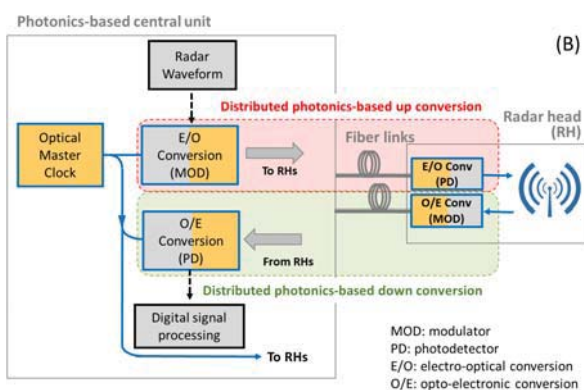 Photonics-based central unit
(B)
Radar
Waveform
Distributed photonics-based up conversion
Radar head
(RH)
Optical
Master
Clock
E/O
Conversion
(MOD)
To RHs
Fiber links
E/O Conv
(PD)
O/E Conv
(MOD)
O/E
Conversion
(PD)
From RHs
Distributed photonics-based down conversion
Digital signal
processing
To RHs
MOD: modulator
PD: photodetector
E/O: electro-optical conversion
O/E: opto-electronic conversion